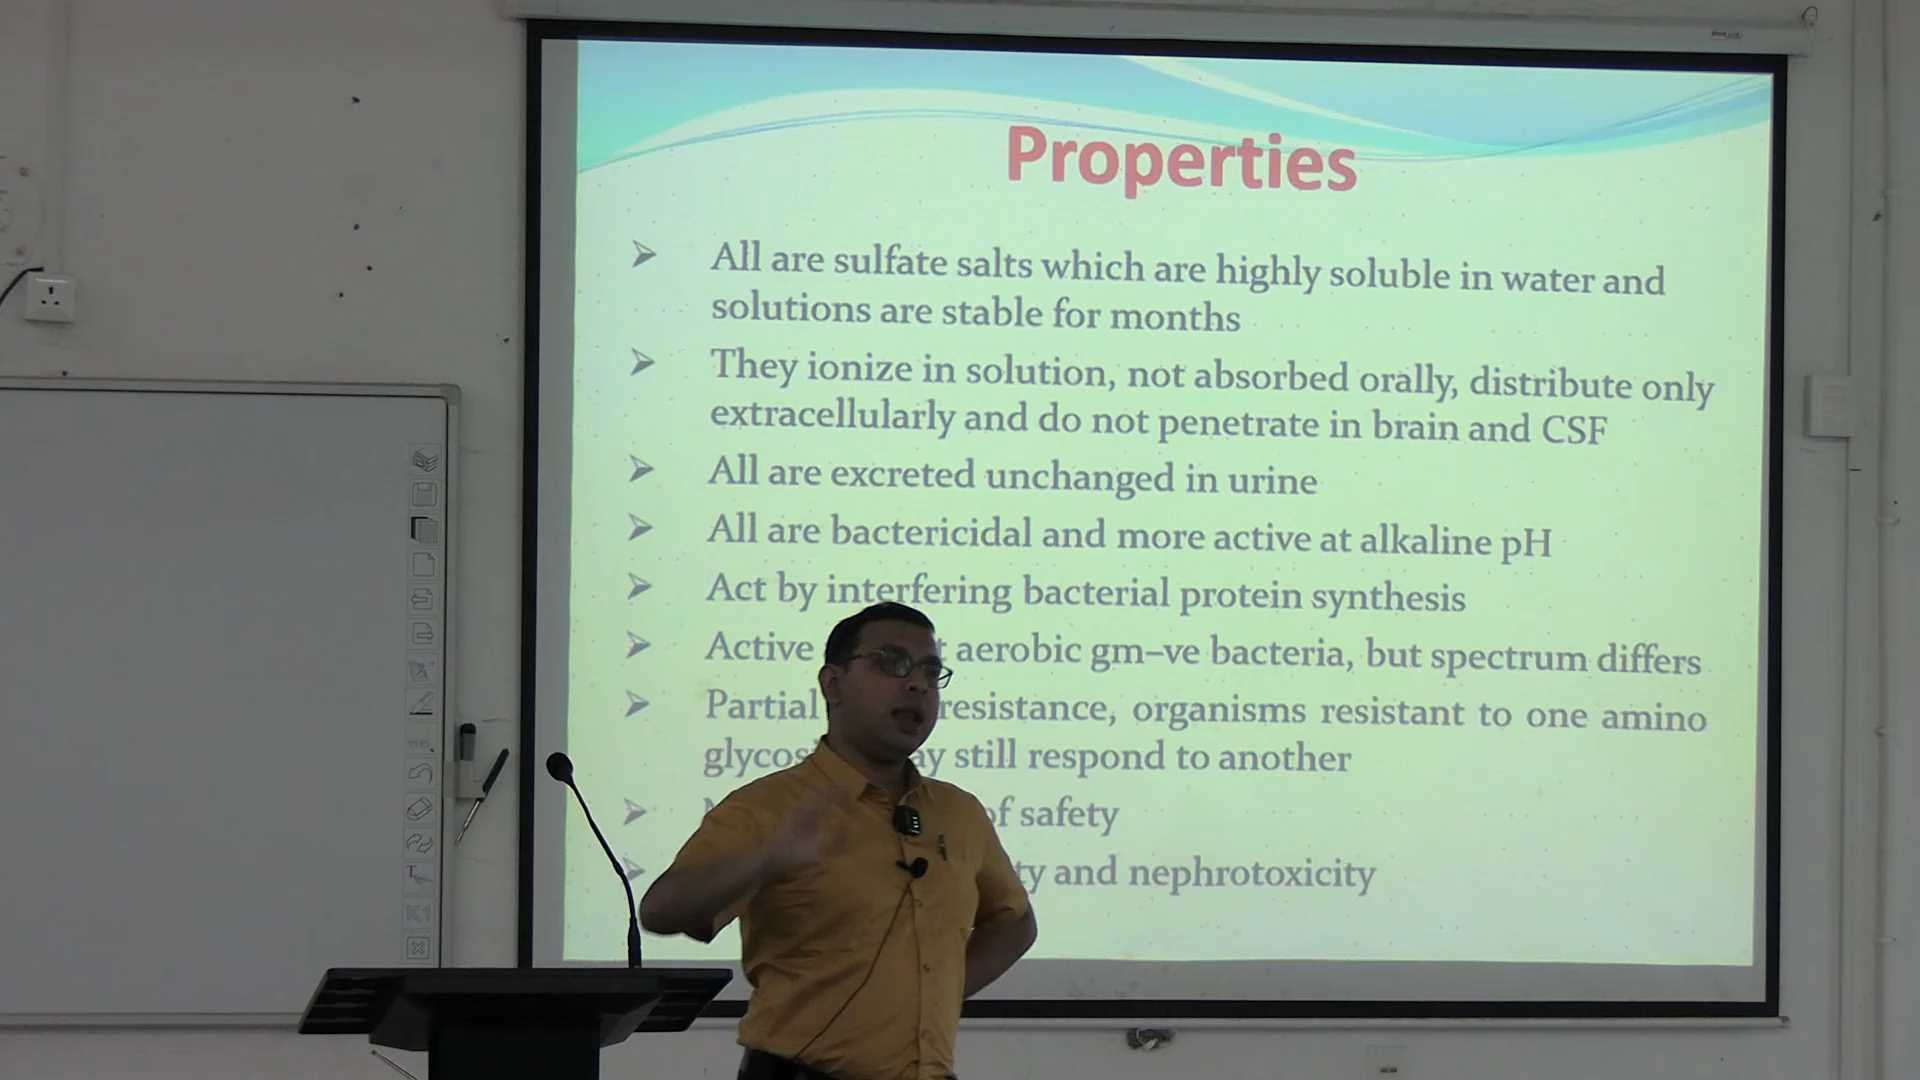 Properties
➢ All are sulfate salts which are highly soluble in water and
solutions are stable for months
➢ They ionize in solution, not absorbed orally, distribute only
extracellularly and do not penetrate in brain and CSF
➢ All are excreted unchanged in urine
➢ All are bactericidal and more active at alkaline pH
➢ Act by interfering bacterial protein synthesis
➢ Active aerobic gm–ve bacteria, but spectrum differs
➢ Partial resistance, organisms resistant to one amino
still respond to another
➢ of safety
➢ and nephrotoxicity
K1